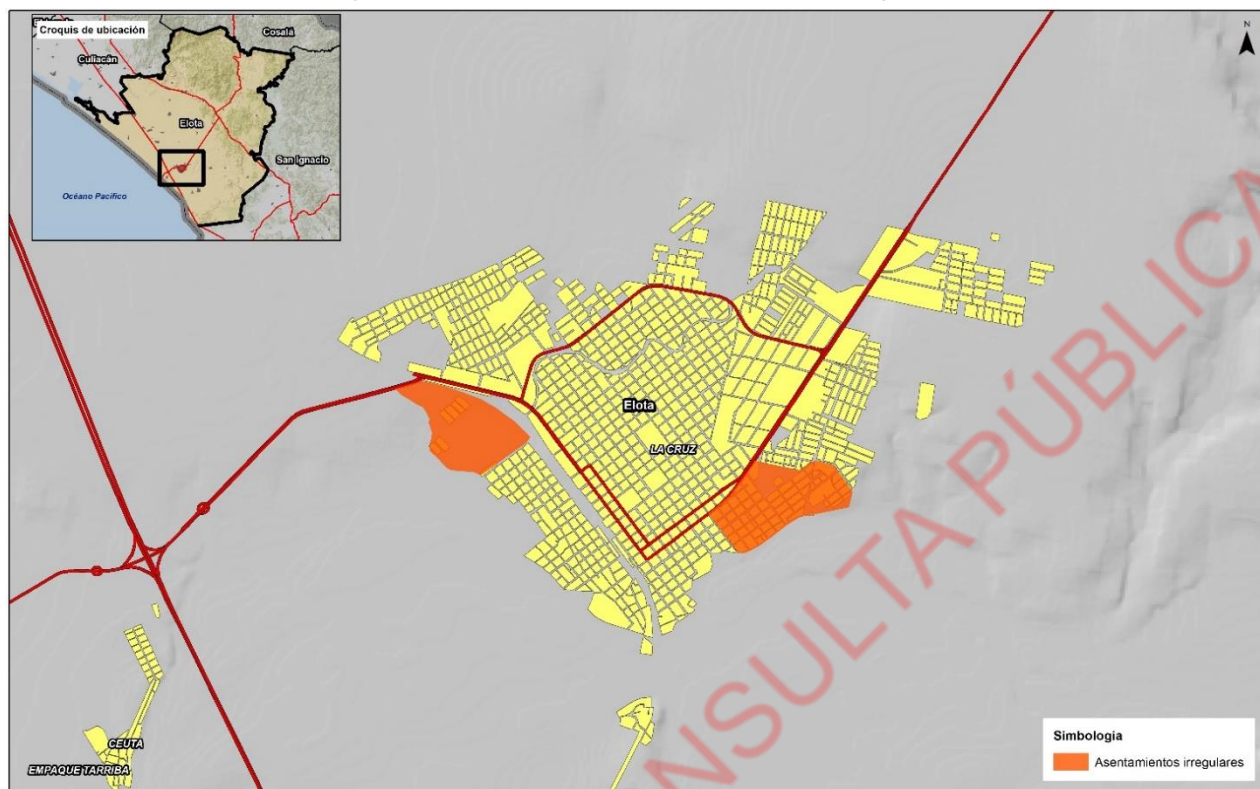 Croquis de ubicación
Cosalá
Culiacán
Elota
San Ignacio
Océano Pacífico
N
Elota
LA CRUZ
CEUTA
EMPAQUE TARRIBA
Simbología
Asentamientos irregulares
NSULTA PÚBLICA